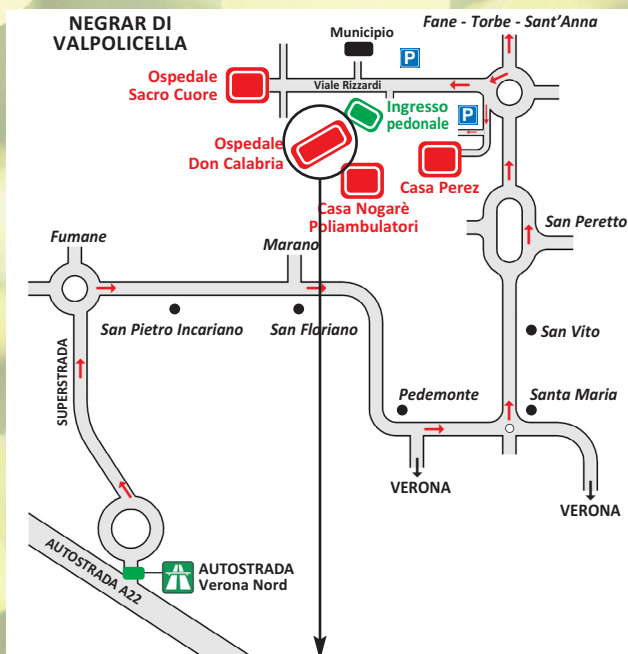 NEGRAR DI
VALPOLICELLA
Municipio
Fane - Torbe - Sant'Anna
P
Ospedale
Sacro Cuore
Viale Rizzardi
Ingresso
pedonale
P
Ospedale
Don Calabria
Casa Perez
Casa Nogarè
Poliambulatori
San Peretto
Fumane
Marano
San Pietro Incariano
San Floriano
San Vito
SUPERSTRADA
Pedemonte
Santa Maria
VERONA
VERONA
AUTOSTRADA A22
AUTOSTRADA
Verona Nord